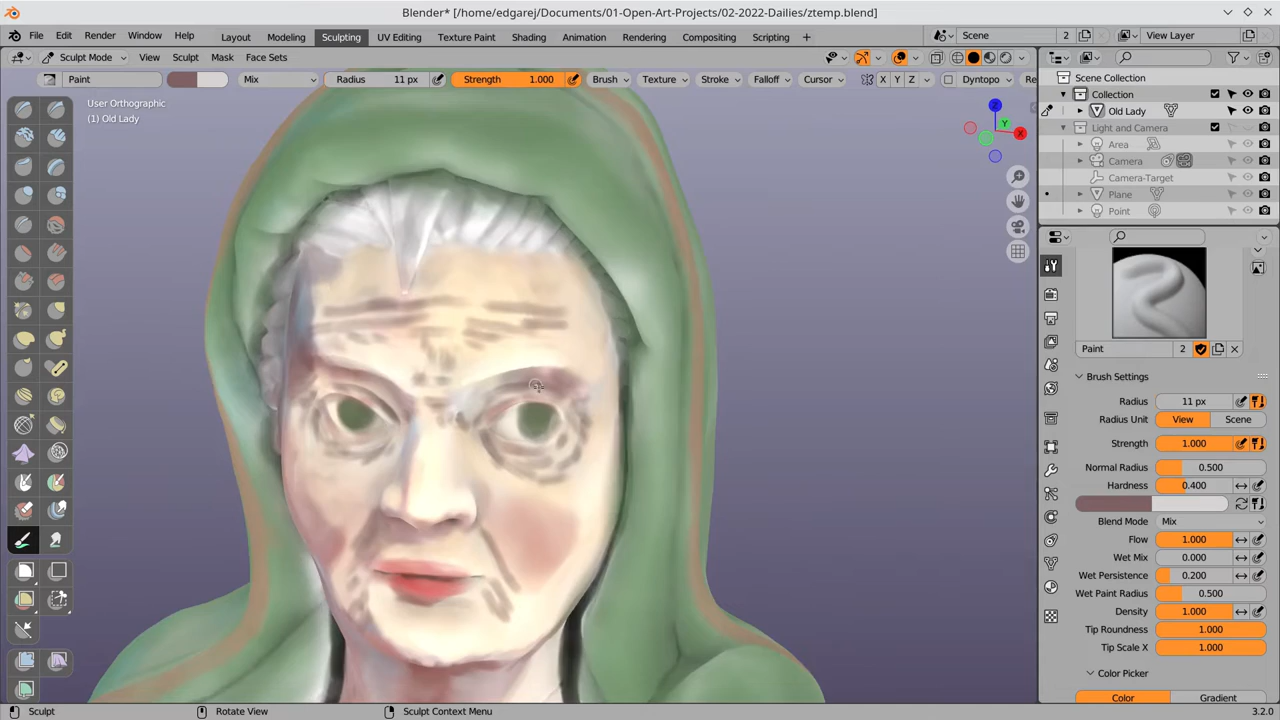 Blender* [/home/edgarej/Documents/01-Open-Art-Projects/02-2022-Dailies/ztemp.blend]
File Edit Render Window Help Layout Modeling Sculpting UV Editing Texture Paint Shading Animation Rendering Compositing Scripting + Scene 2 View Layer
Sculpt Mode View Sculpt Mask Face Sets
Paint Mix Radius 11 px Strength 1.000 Brush Texture Stroke Falloff Cursor X Y Z Dyntopo Re
User Orthographic
(1) Old Lady
Z
Y
X
Scene Collection
Collection
Old Lady
Light and Camera
Area
Camera
Camera-Target
Plane
Point
Paint 2
Brush Settings
Radius 11 px
Radius Unit View Scene
Strength 1.000
Normal Radius 0.500
Hardness 0.400
Blend Mode Mix
Flow 1.000
Wet Mix 0.000
Wet Persistence 0.200
Wet Paint Radius 0.500
Density 1.000
Tip Roundness 1.000
Tip Scale X 1.000
Color Picker
Color Gradient
Sculpt Rotate View Sculpt Context Menu 3.2.0